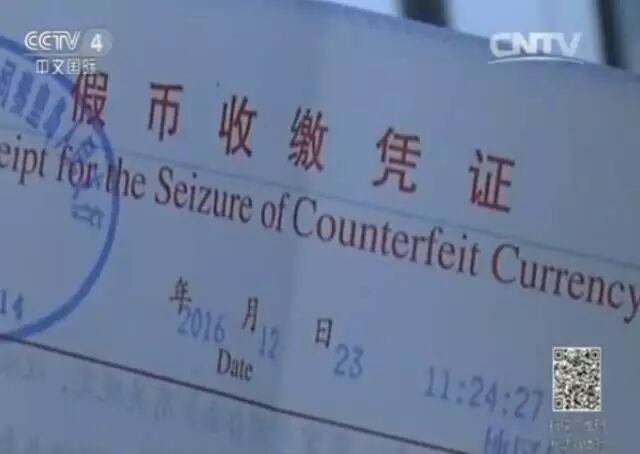 CCTV 4
中文国际
CNTV
假币收缴凭证
eipt for the Seizure of Counterfeit Currency
年 月 日
2016 12 23 11:24:27
Date
14